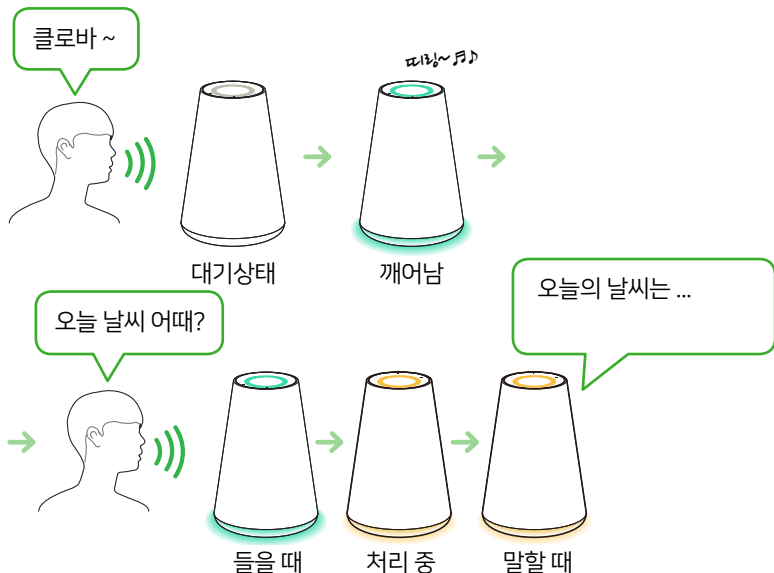 클로바 ~
띠링~♬♪
대기상태
깨어남
오늘 날씨 어때?
오늘의 날씨는 ...
들을 때
처리 중
말할 때